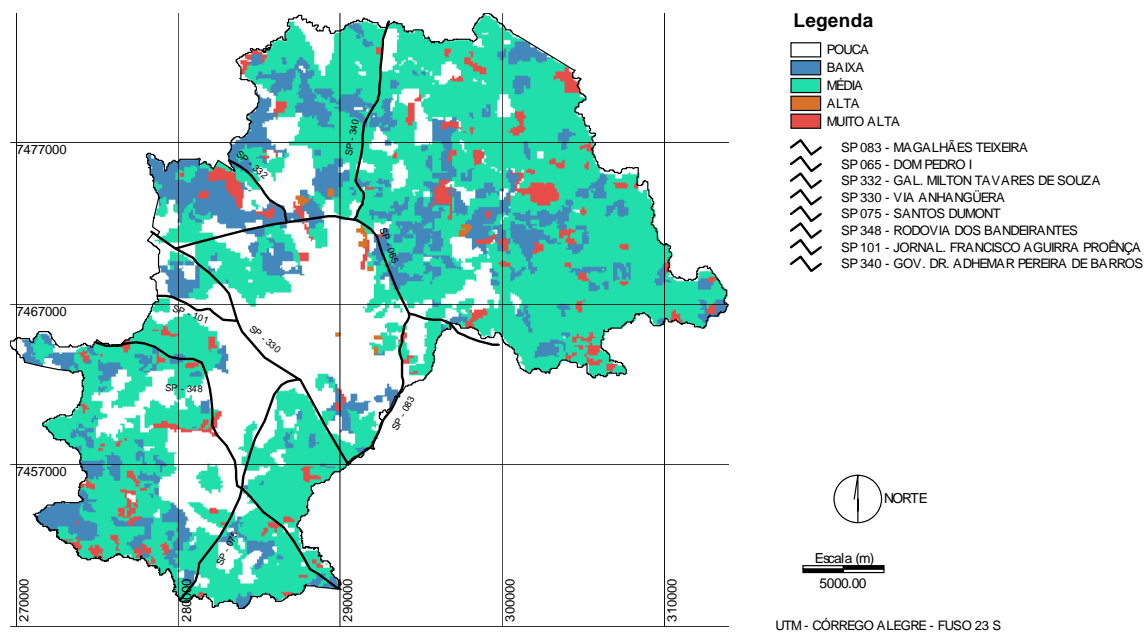 Legenda
POUCA
BAIXA
MÉDIA
ALTA
MUITO ALTA
SP 083 - MAGALHÃES TEIXEIRA
SP 065 - DOM PEDRO I
SP 332 - GAL. MILTON TAVARES DE SOUZA
SP 330 - VIA ANHANGÜERA
SP 075 - SANTOS DUMONT
SP 348 - RODOVIA DOS BANDEIRANTES
SP 101 - JORNAL. FRANCISCO AGUIRRA PROÊNÇA
SP 340 - GOV. DR. ADHEMAR PEREIRA DE BARROS
7477000
7467000
7457000
SP - 340
SP - 332
SP - 065
SP - 101
SP - 330
SP - 348
SP - 083
SP - 075
270000
280000
290000
300000
310000
NORTE
Escala (m)
5000.00
UTM - CÓRREGO ALEGRE - FUSO 23 S